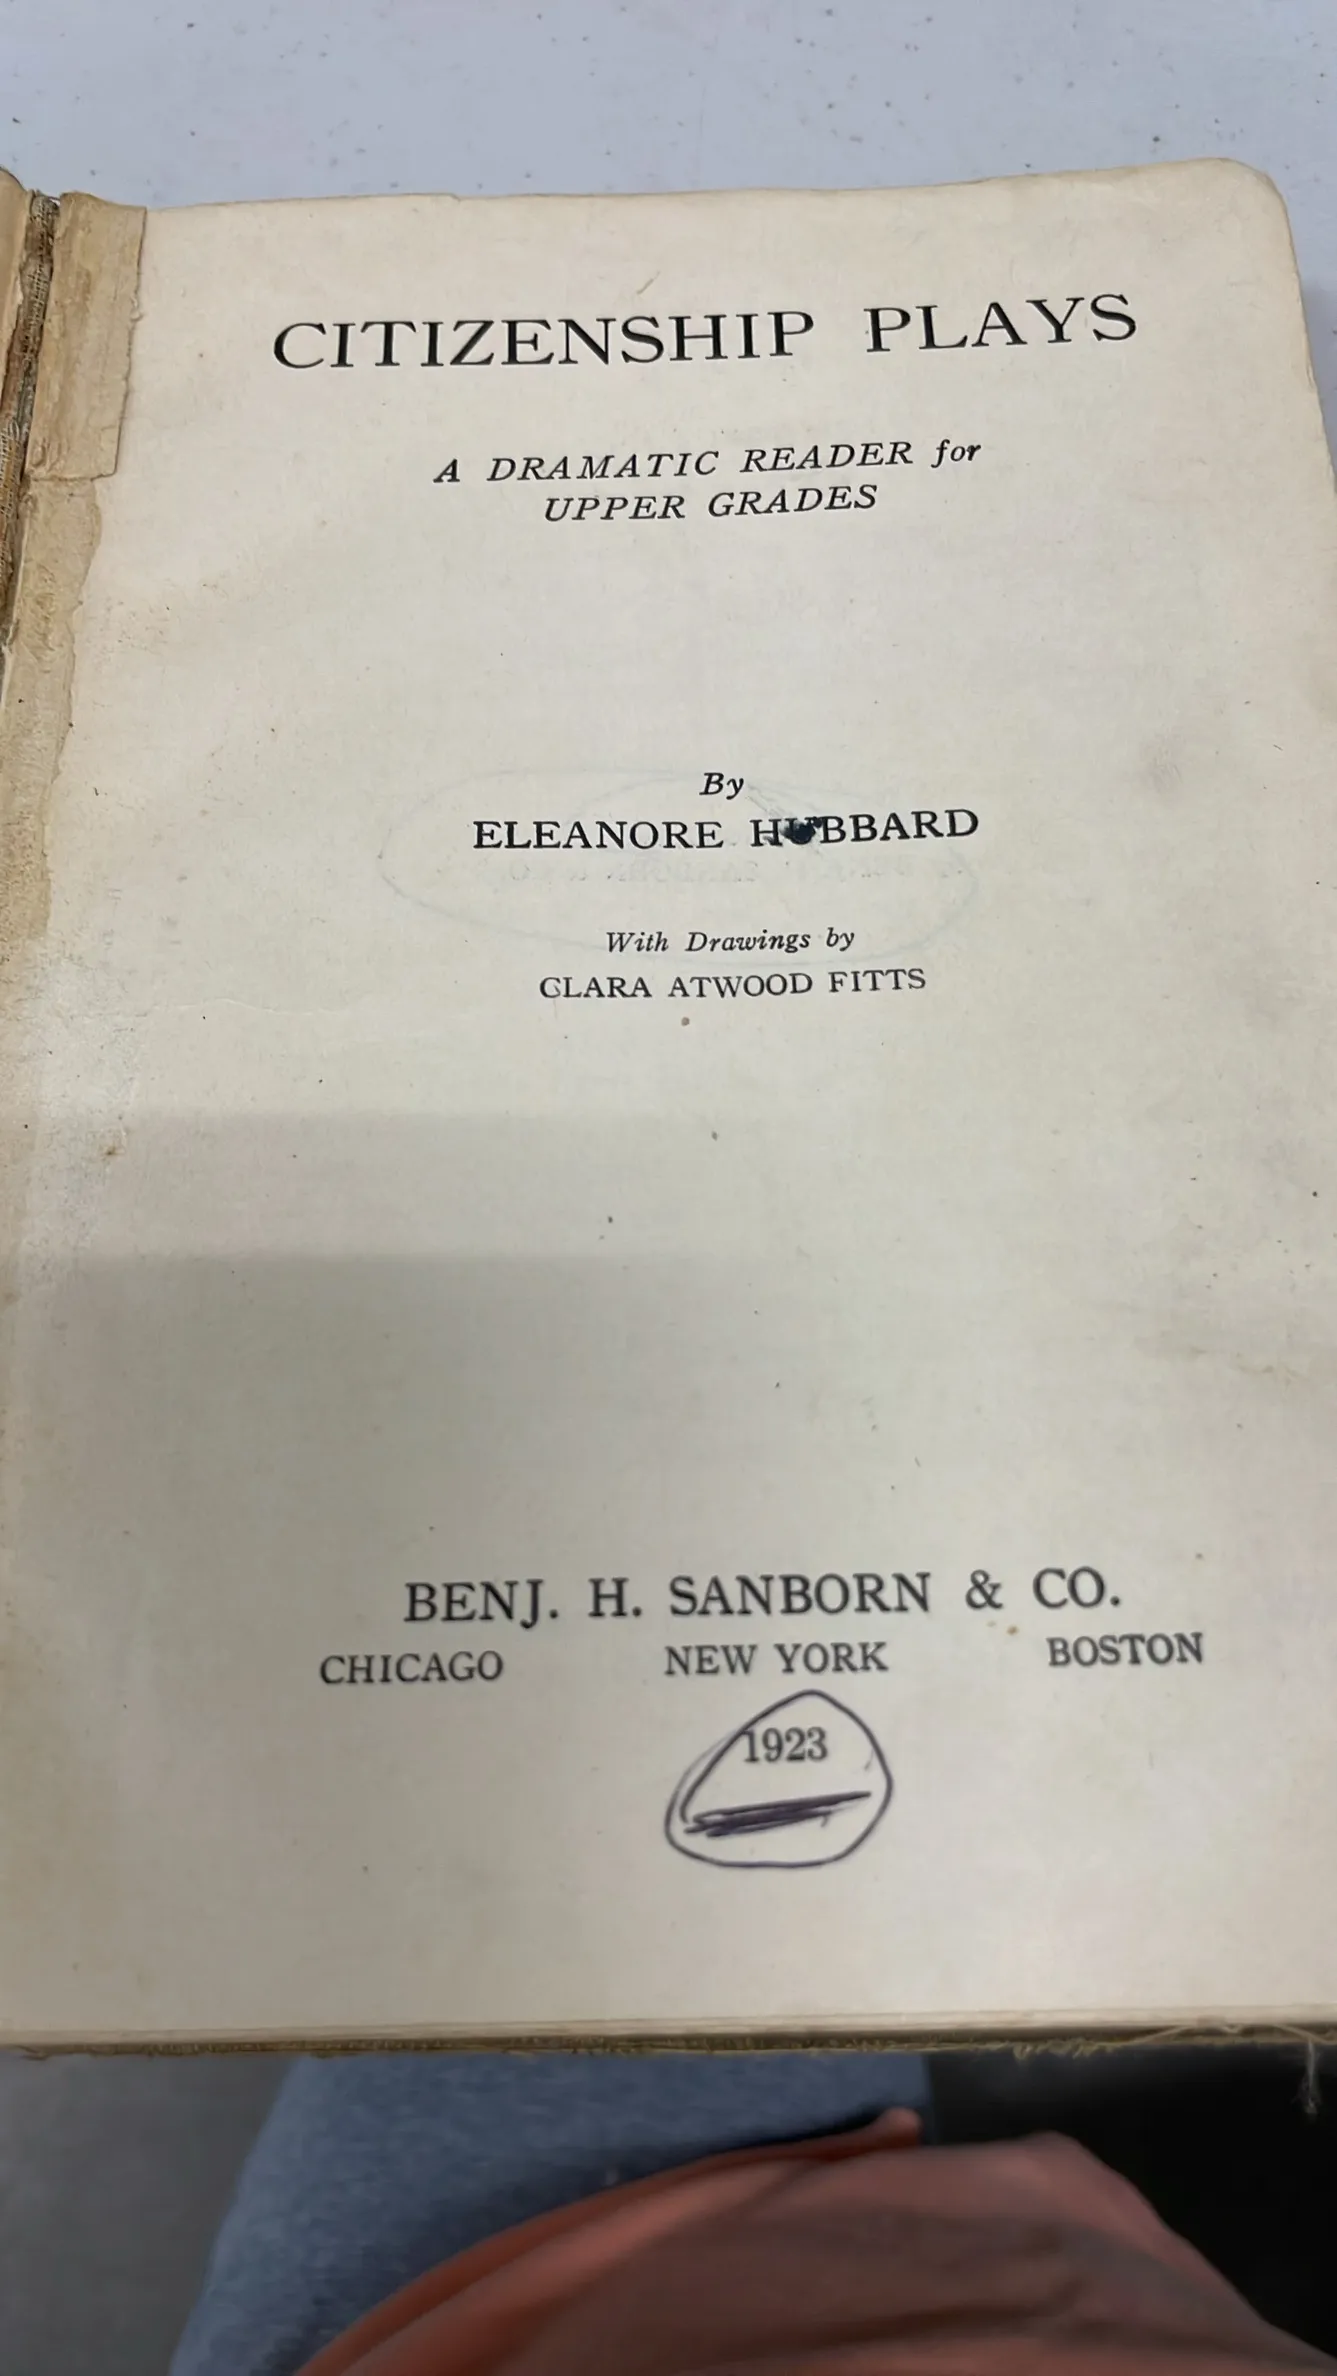 CITIZENSHIP PLAYS
A DRAMATIC READER for
UPPER GRADES
By
ELEANORE HUBBARD
With Drawings by
CLARA ATWOOD FITTS
BENJ. H. SANBORN & CO.
CHICAGO NEW YORK BOSTON
1923